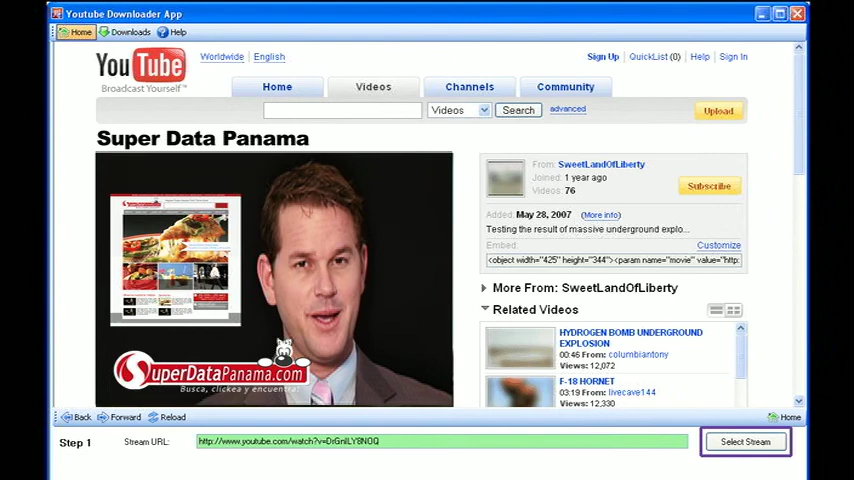 Youtube Downloader App
Home Downloads Help
YouTube
Broadcast Yourself™
Worldwide English
Sign Up QuickList (0) Help Sign In
Home Videos Channels Community
Videos Search advanced Upload
Super Data Panama
From: SweetLandOfLiberty
Joined: 1 year ago
Videos: 76
Subscribe
Added: May 28, 2007 (More info)
Testing the result of massive underground explo...
Embed: Customize
<object width="425" height="344"><param name="movie" value="http:
More From: SweetLandOfLiberty
Related Videos
HYDROGEN BOMB UNDERGROUND
EXPLOSION
00:46 From: columbiantony
Views: 12,072
F-18 HORNET
03:19 From: livecave144
Views: 12,330
SuperDataPanama.com
Busca, clickea y encuentra!
Back Forward Reload Home
Step 1 Stream URL: http://www.youtube.com/watch?v=DrGnILY8NOQ Select Stream